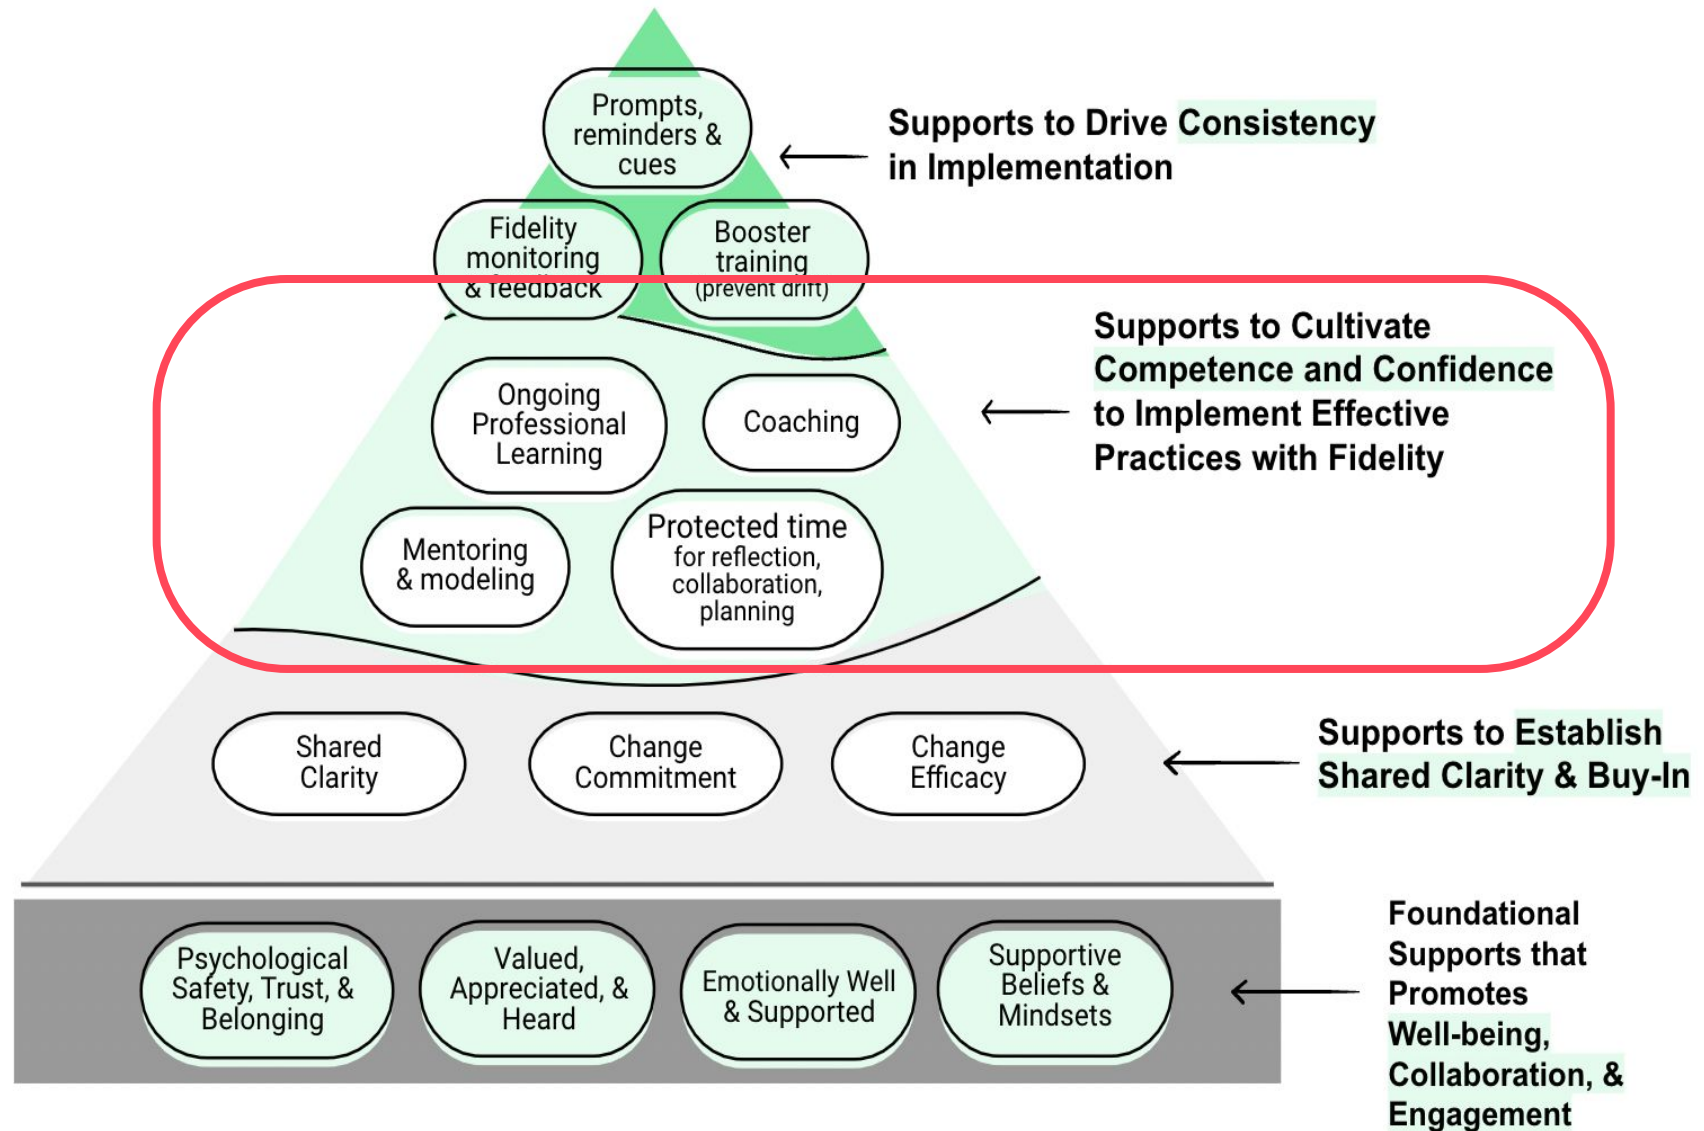 Prompts,
reminders &
cues
Supports to Drive Consistency
in Implementation
Fidelity
monitoring
& feedback
Booster
training
(prevent drift)
Supports to Cultivate
Competence and Confidence
to Implement Effective
Practices with Fidelity
Ongoing
Professional
Learning
Coaching
Mentoring
& modeling
Protected time
for reflection,
collaboration,
planning
Shared
Clarity
Change
Commitment
Change
Efficacy
Supports to Establish
Shared Clarity & Buy-In
Psychological
Safety, Trust, &
Belonging
Valued,
Appreciated, &
Heard
Emotionally Well
& Supported
Supportive
Beliefs &
Mindsets
Foundational
Supports that
Promotes
Well-being,
Collaboration, &
Engagement